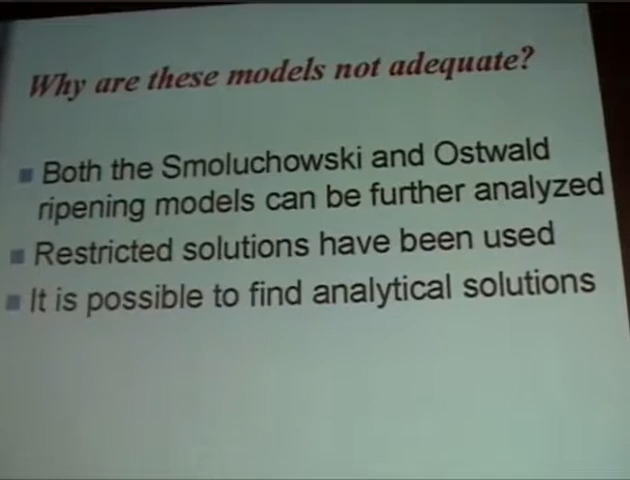 Why are these models not adequate?
Both the Smoluchowski and Ostwald
ripening models can be further analyzed
Restricted solutions have been used
It is possible to find analytical solutions